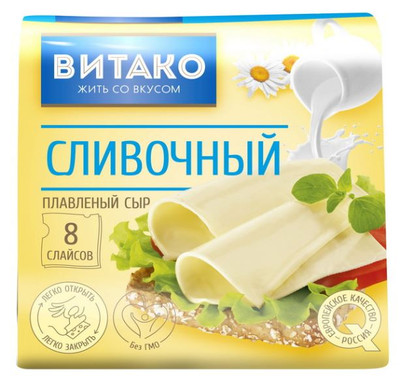 ВИТАКО
ЖИТЬ СО ВКУСОМ
СЛИВОЧНЫЙ
ПЛАВЛЕНЫЙ СЫР
8
СЛАЙСОВ
ЛЕГКО ОТКРЫТЬ
ЛЕГКО ЗАКРЫТЬ
БЕЗ ГМО
ЕВРОПЕЙСКОЕ КАЧЕСТВО
РОССИЯ